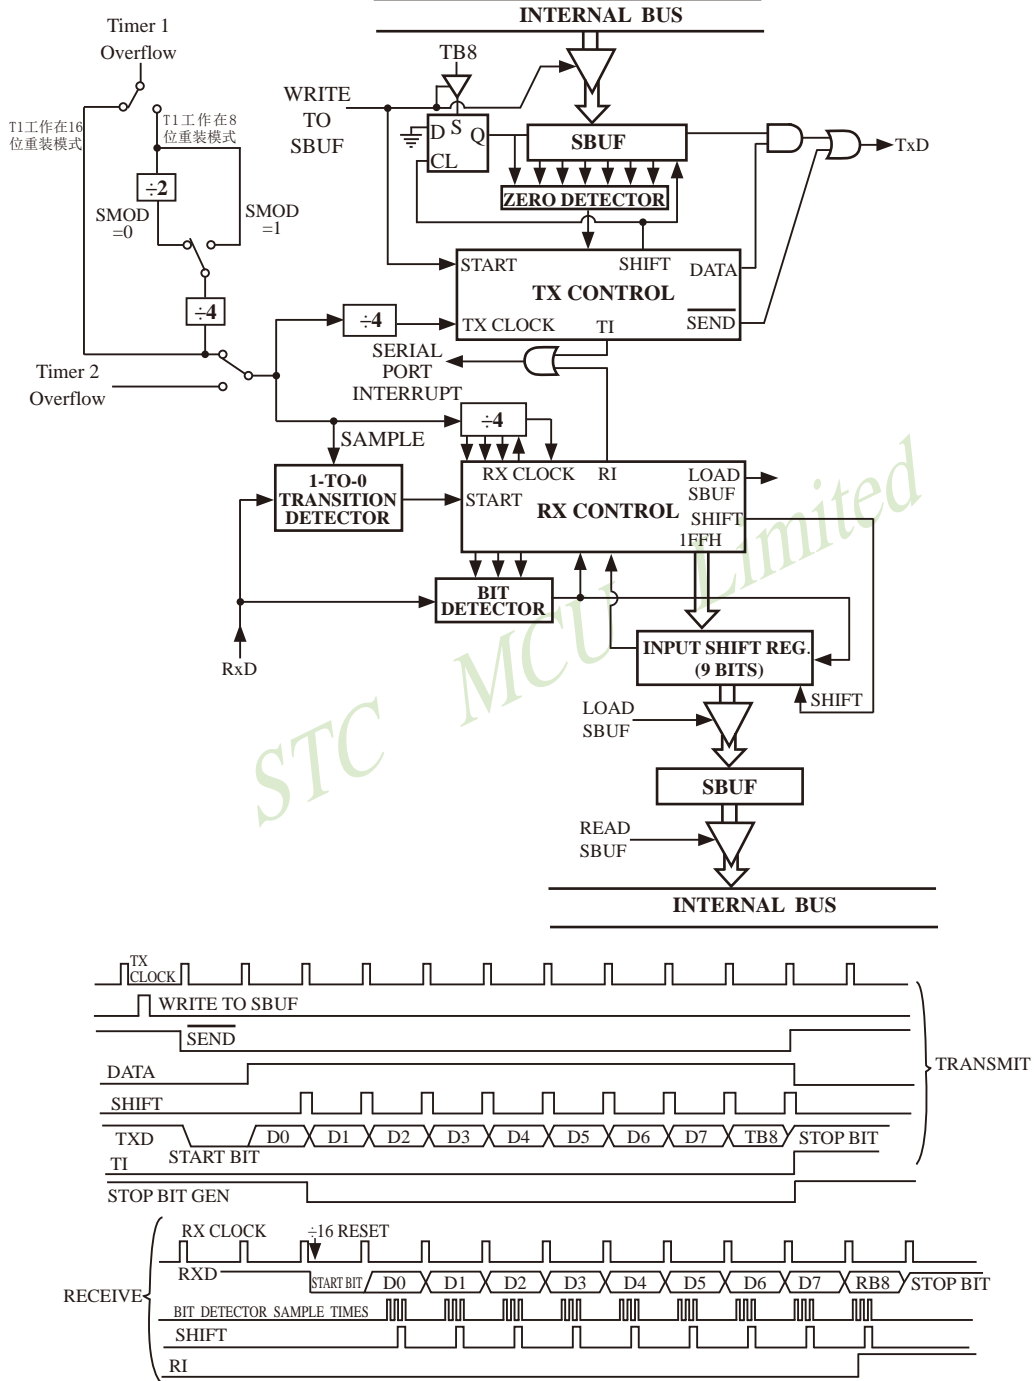 INTERNAL BUS
Timer 1
Overflow
TB8
WRITE
TO
SBUF
T1工作在16
位重装模式
T1工作在8
位重装模式
D S Q
CL
SBUF
TxD
÷2
ZERO DETECTOR
SMOD
=0
SMOD
=1
START
SHIFT
DATA
TX CONTROL
÷4
÷4
TX CLOCK
TI
SEND
SERIAL
PORT
INTERRUPT
Timer 2
Overflow
÷4
SAMPLE
1-TO-0
TRANSITION
DETECTOR
START
RX CLOCK
RI
LOAD
SBUF
RX CONTROL
SHIFT
1FFH
BIT
DETECTOR
RxD
INPUT SHIFT REG.
(9 BITS)
SHIFT
LOAD
SBUF
SBUF
READ
SBUF
INTERNAL BUS
STC MCU Limited
TX
CLOCK
WRITE TO SBUF
SEND
DATA
TRANSMIT
SHIFT
TXD
START BIT
D0 D1 D2 D3 D4 D5 D6 D7 TB8 STOP BIT
TI
STOP BIT GEN
RX CLOCK
÷16 RESET
RXD
START BIT D0 D1 D2 D3 D4 D5 D6 D7 RB8 STOP BIT
RECEIVE
BIT DETECTOR SAMPLE TIMES
SHIFT
RI